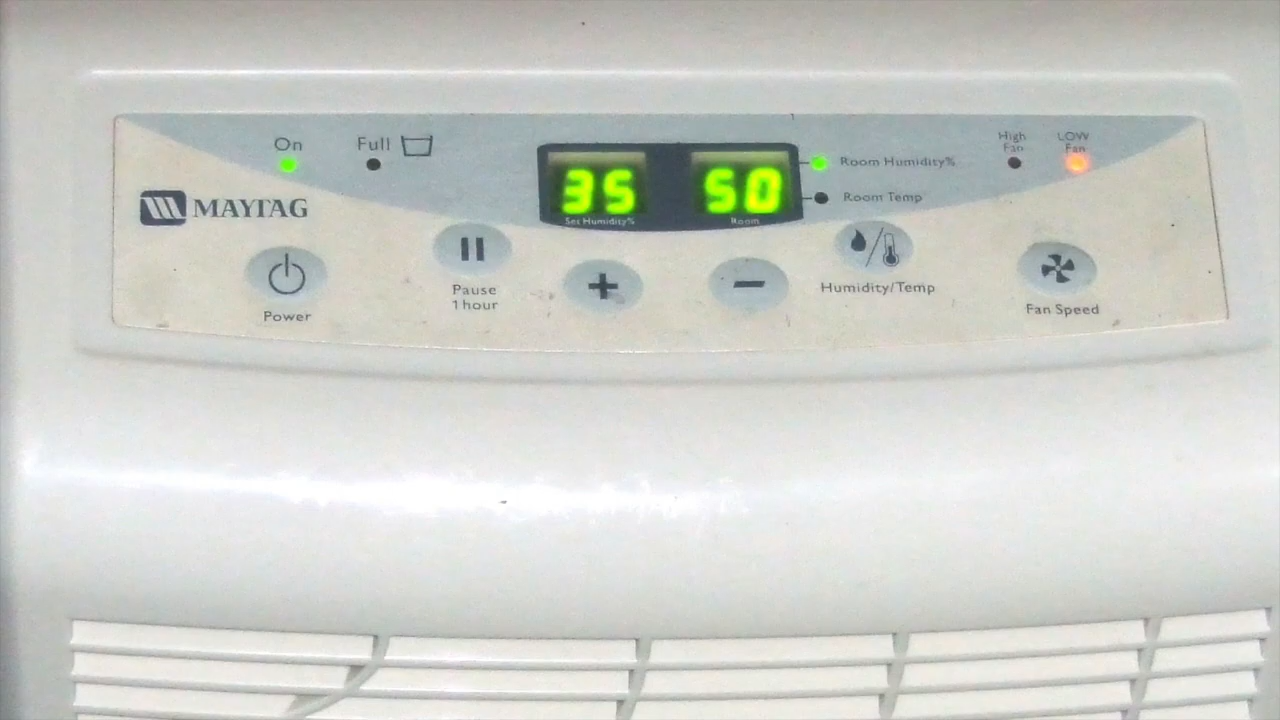 On
Full
High
Fan
LOW
Fan
35
50
Set Humidity%
Room
Room Humidity%
Room Temp
MAYTAG
Power
Pause
1 hour
+
−
Humidity/Temp
Fan Speed